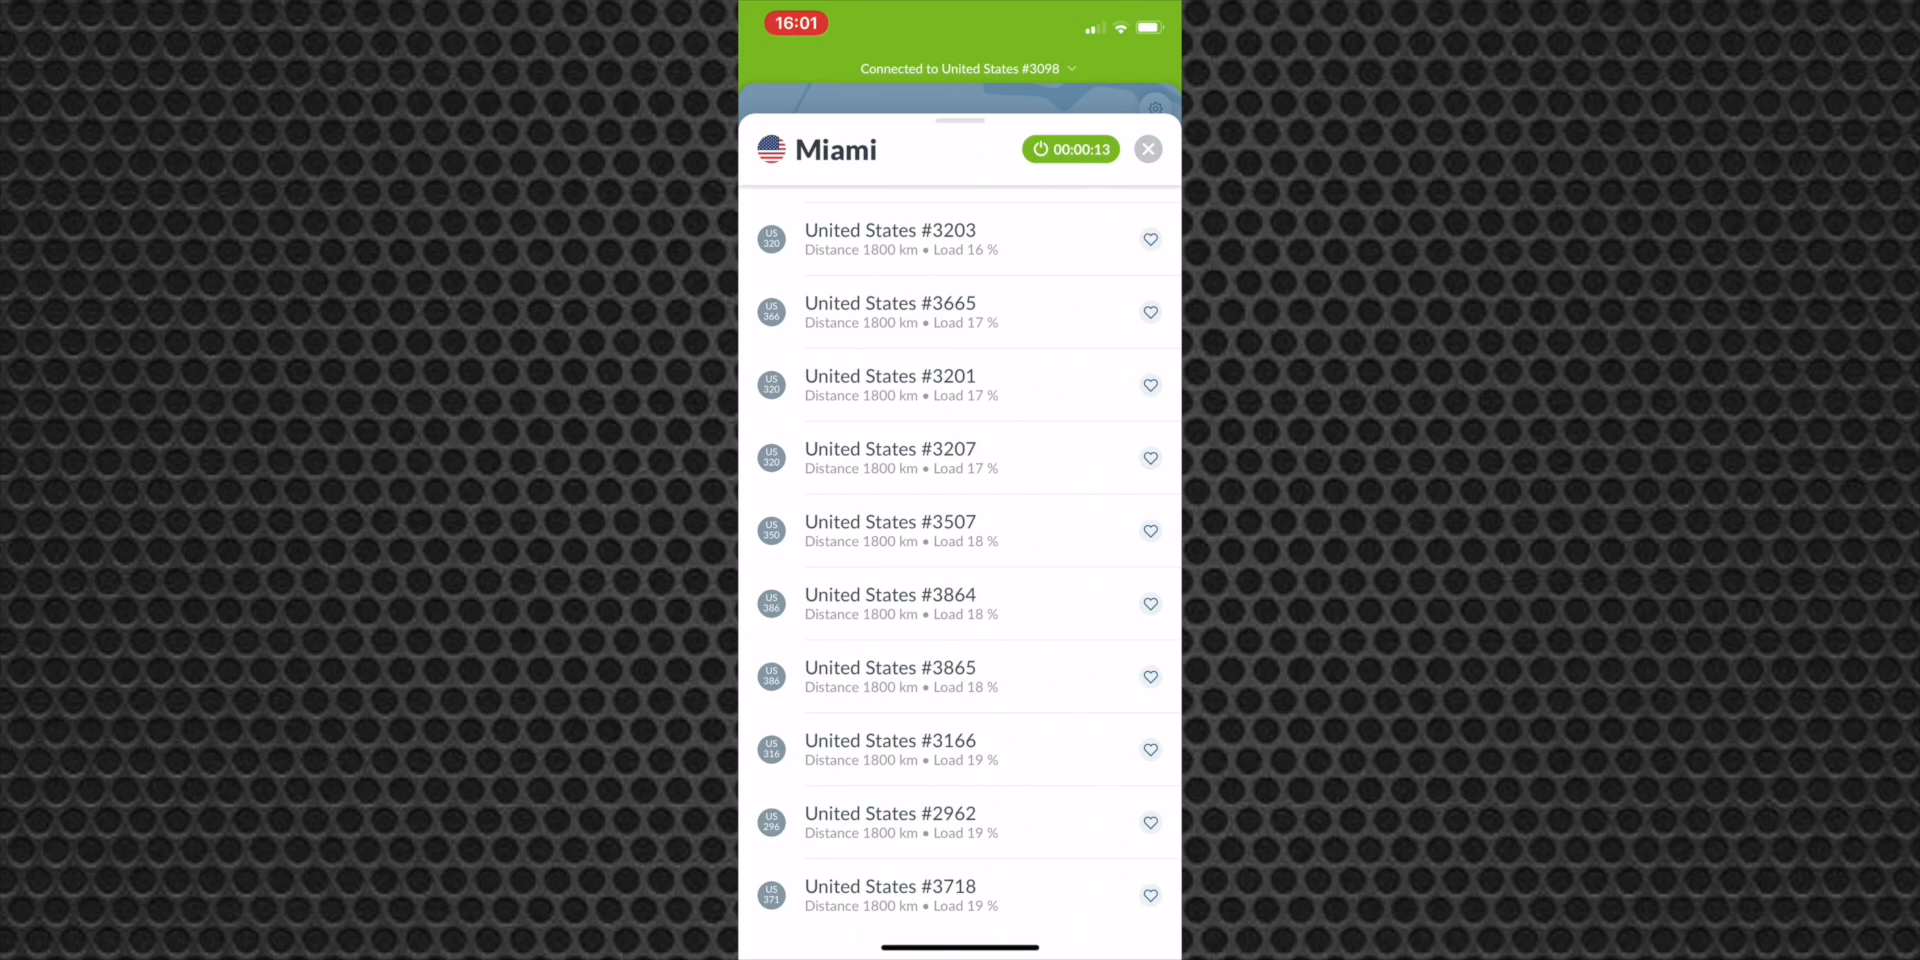 16:01
Connected to United States #3098
Miami
00:00:13
US
320
United States #3203
Distance 1800 km • Load 16 %
US
366
United States #3665
Distance 1800 km • Load 17 %
US
320
United States #3201
Distance 1800 km • Load 17 %
US
320
United States #3207
Distance 1800 km • Load 17 %
US
350
United States #3507
Distance 1800 km • Load 18 %
US
386
United States #3864
Distance 1800 km • Load 18 %
US
386
United States #3865
Distance 1800 km • Load 18 %
US
316
United States #3166
Distance 1800 km • Load 19 %
US
296
United States #2962
Distance 1800 km • Load 19 %
US
371
United States #3718
Distance 1800 km • Load 19 %